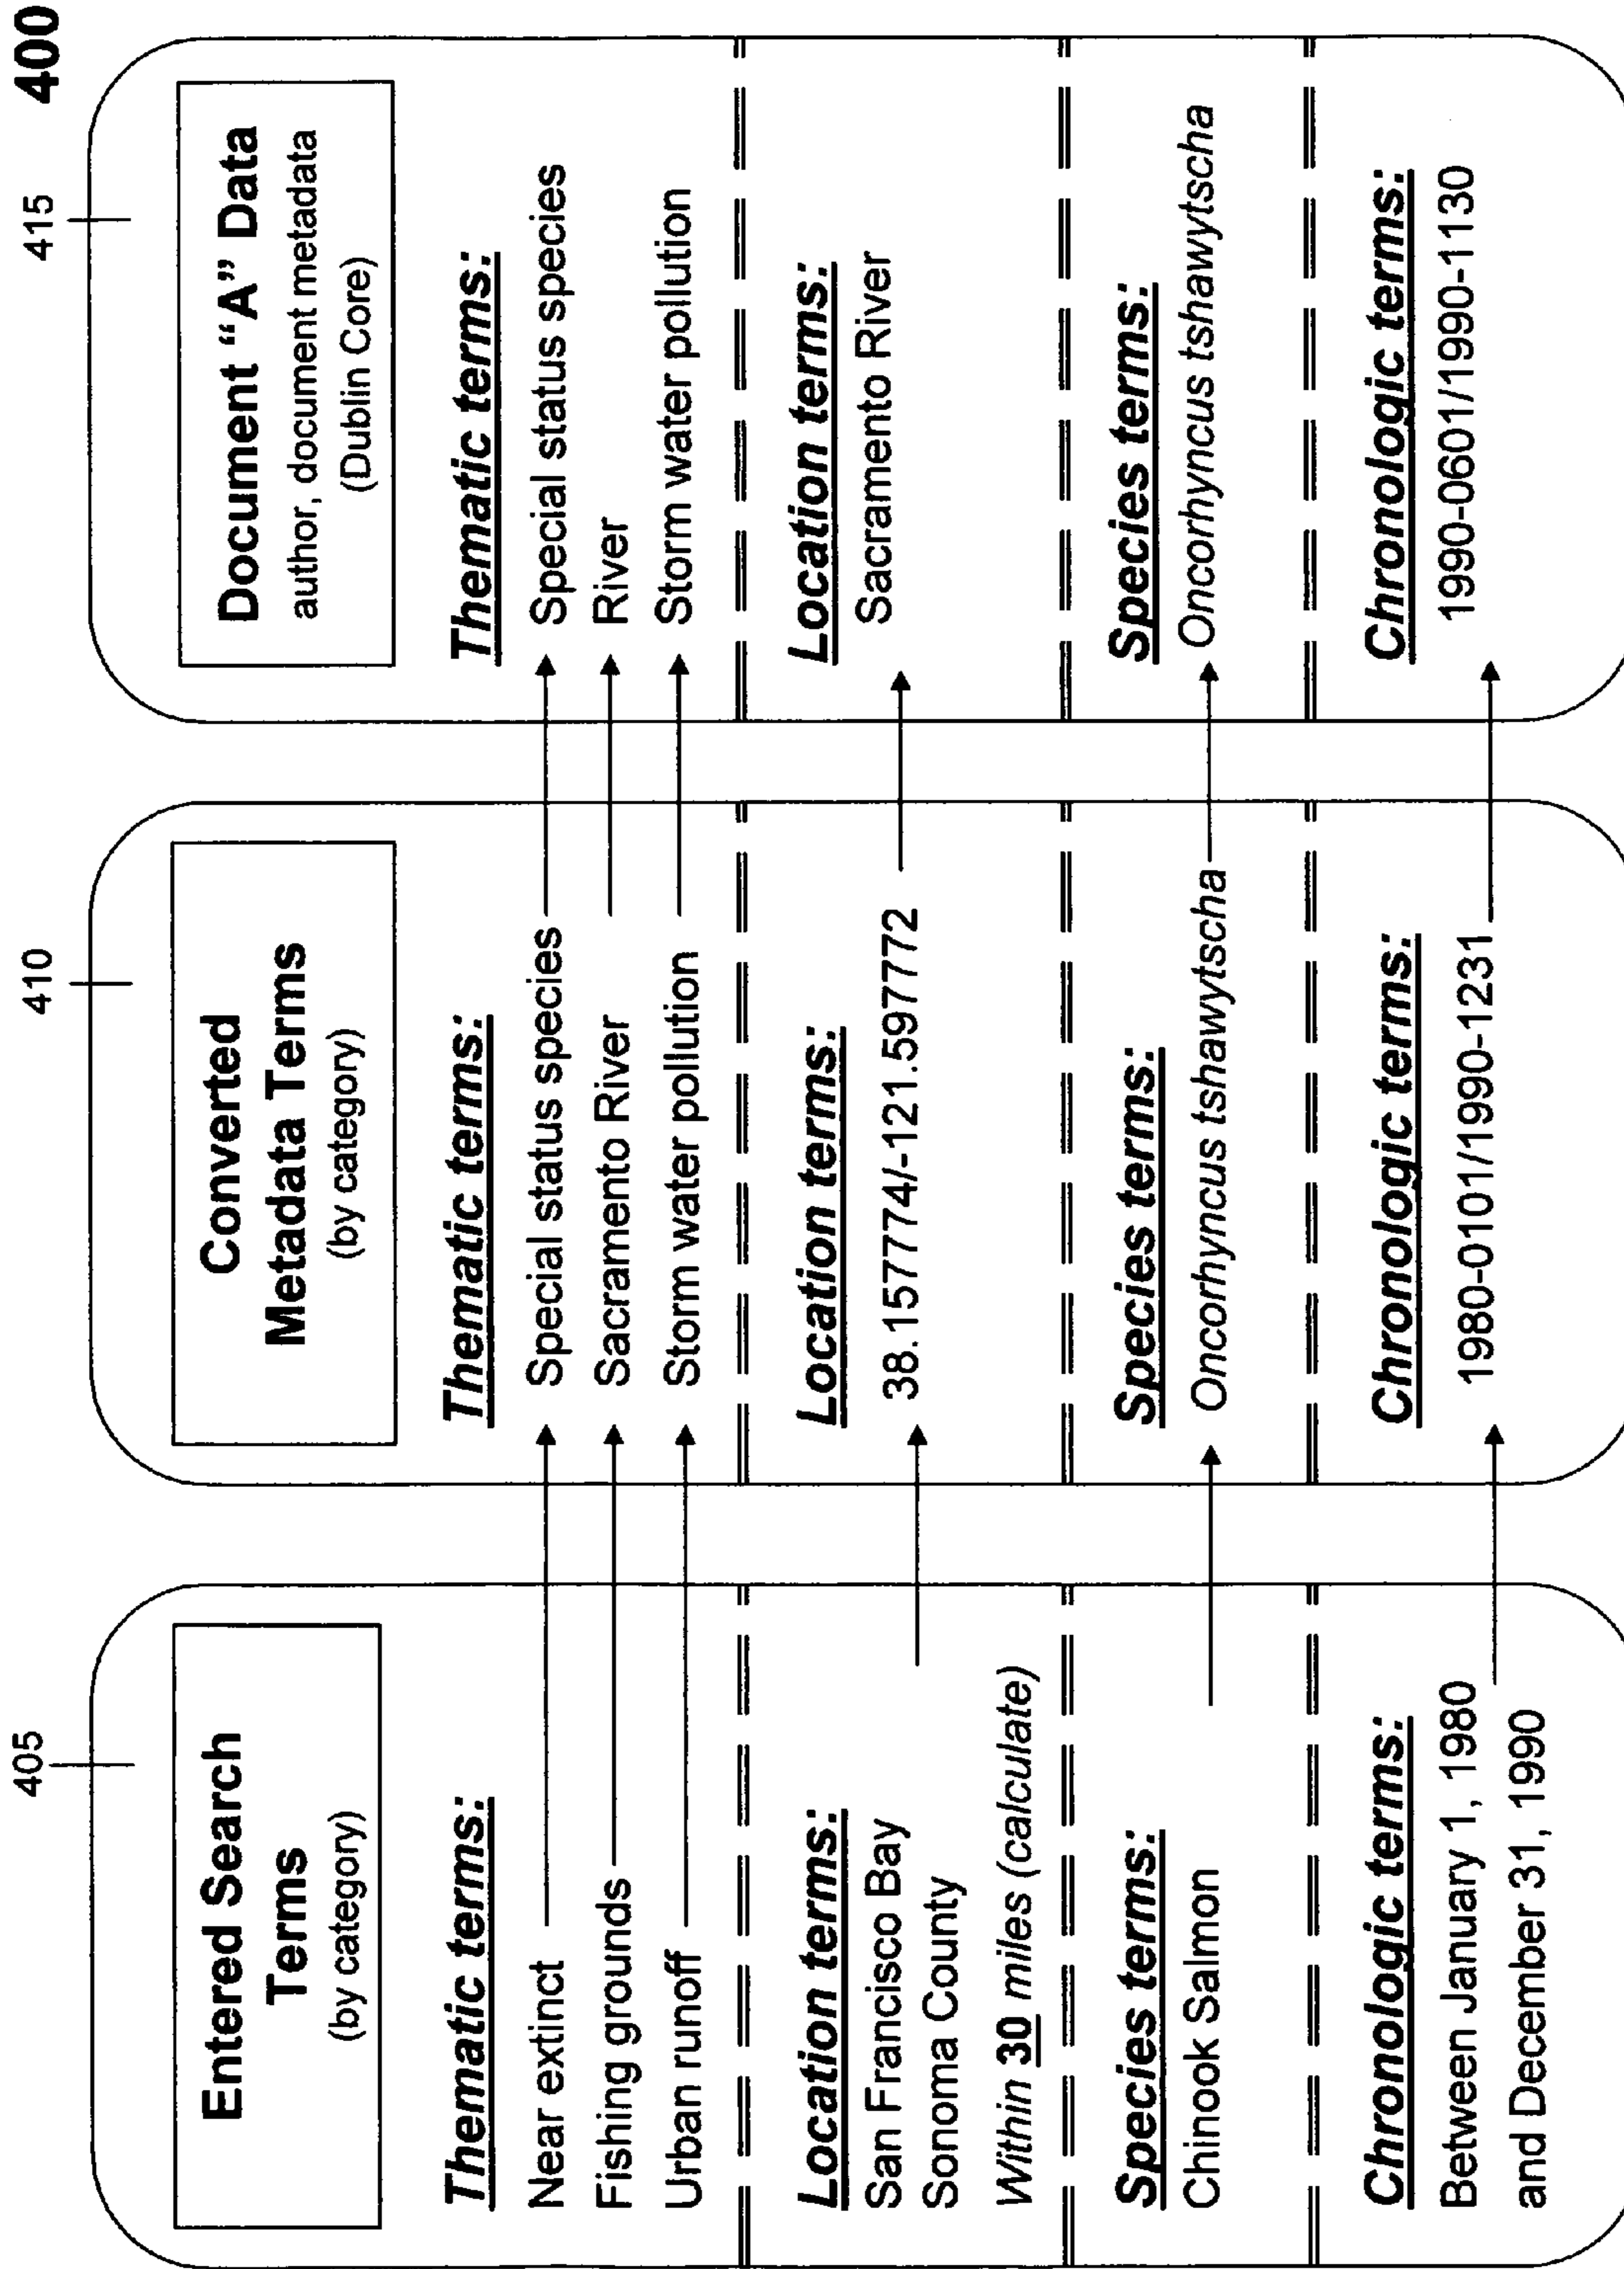 400
405
Entered Search
Terms
(by category)
Thematic terms:
Near extinct
Fishing grounds
Urban runoff
Location terms:
San Francisco Bay
Sonoma County
Within 30 miles (calculate)
Species terms:
Chinook Salmon
Chronologic terms:
Between January 1, 1980
and December 31, 1990
410
Converted
Metadata Terms
(by category)
Thematic terms:
Special status species
Sacramento River
Storm water pollution
Location terms:
38.157774/-121.597772
Species terms:
Oncorhyncus tshawytscha
Chronologic terms:
1980-0101/1990-1231
415
Document “A” Data
author, document metadata
(Dublin Core)
Thematic terms:
Special status species
River
Storm water pollution
Location terms:
Sacramento River
Species terms:
Oncorhyncus tshawytscha
Chronologic terms:
1990-0601/1990-1130